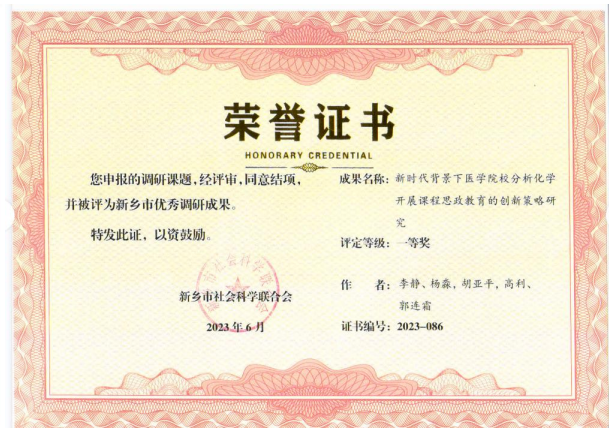 荣誉证书
HONORARY CREDENTIAL
您申报的调研课题,经评审,同意结项,
并被评为新乡市优秀调研成果。
特发此证，以资鼓励。
新乡市社会科学联合会
2023年6月
成果名称：新时代背景下医学院校分析化学
开展课程思政教育的创新策略研
究
评定等级：一等奖
作 者：李静、杨淼，胡亚平，高利、
郭连霜
证书编号：2023–086